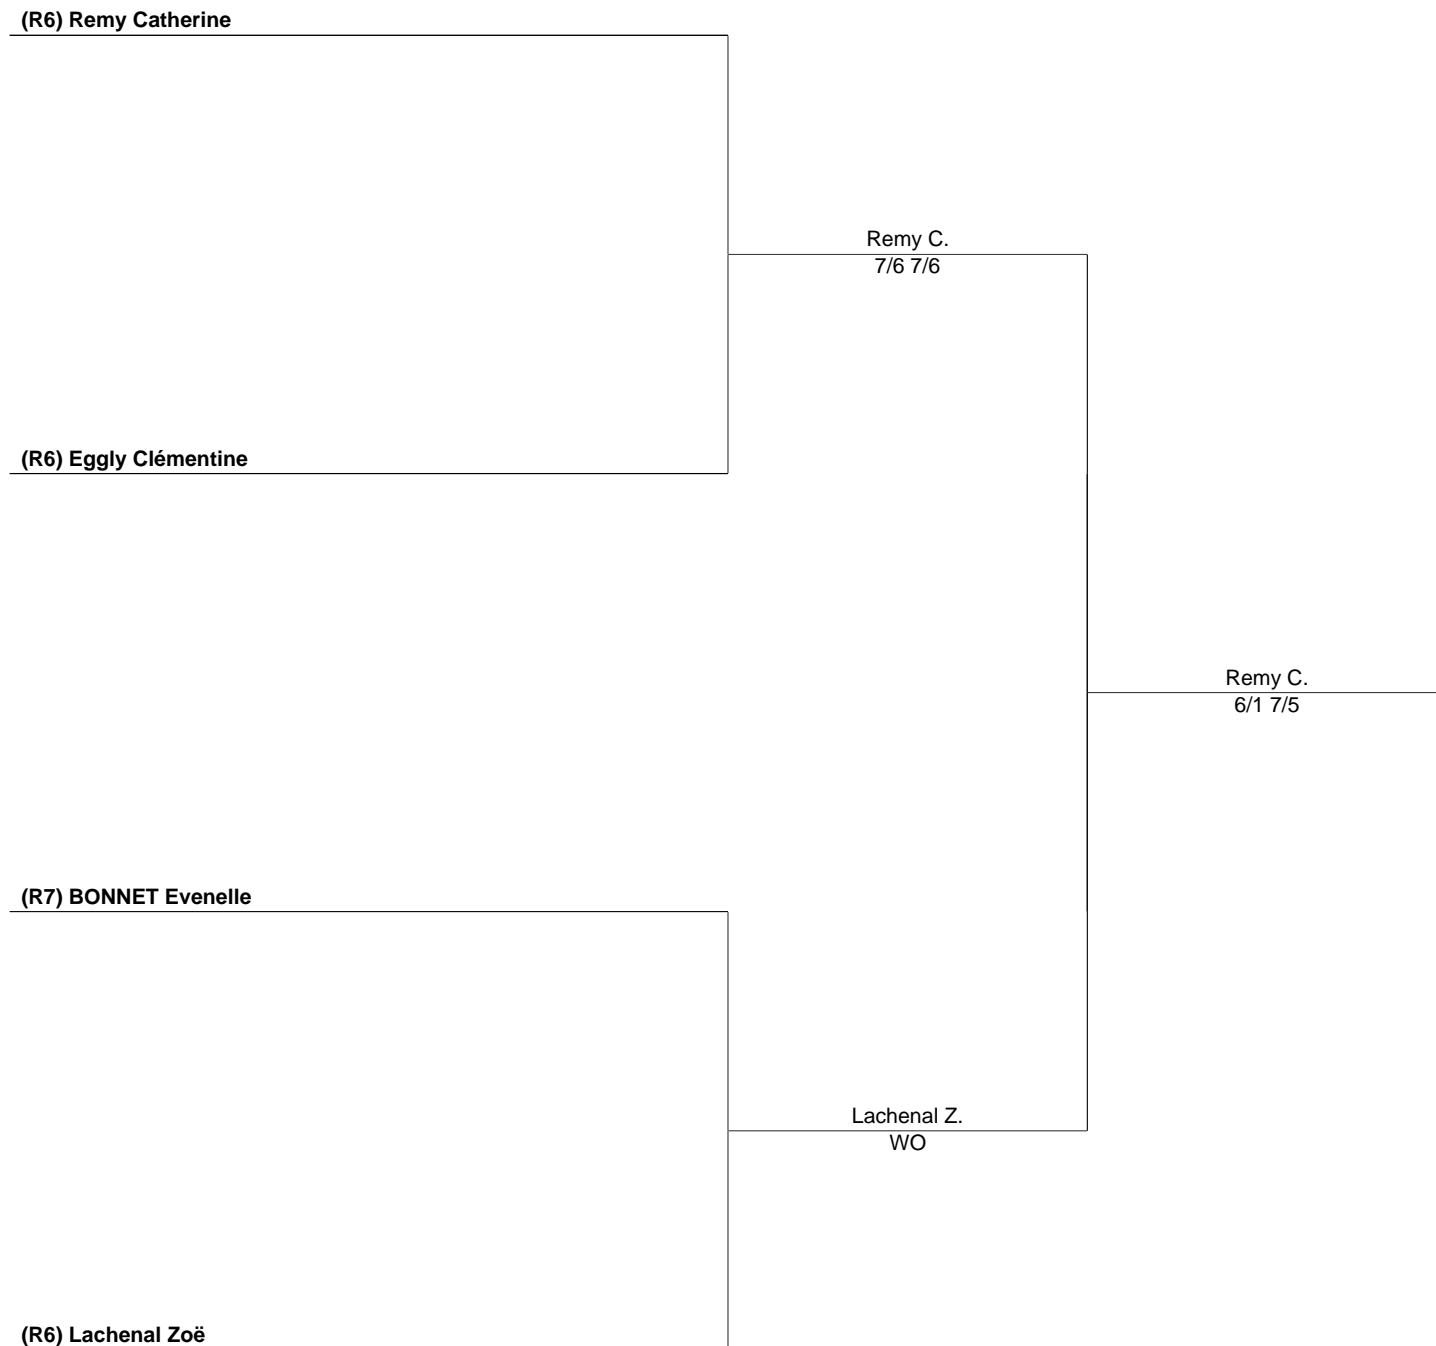 (R6) Remy Catherine
Remy C.
7/6 7/6
(R6) Eggly Clémentine
Remy C.
6/1 7/5
(R7) BONNET Evenelle
Lachenal Z.
WO
(R6) Lachenal Zoë